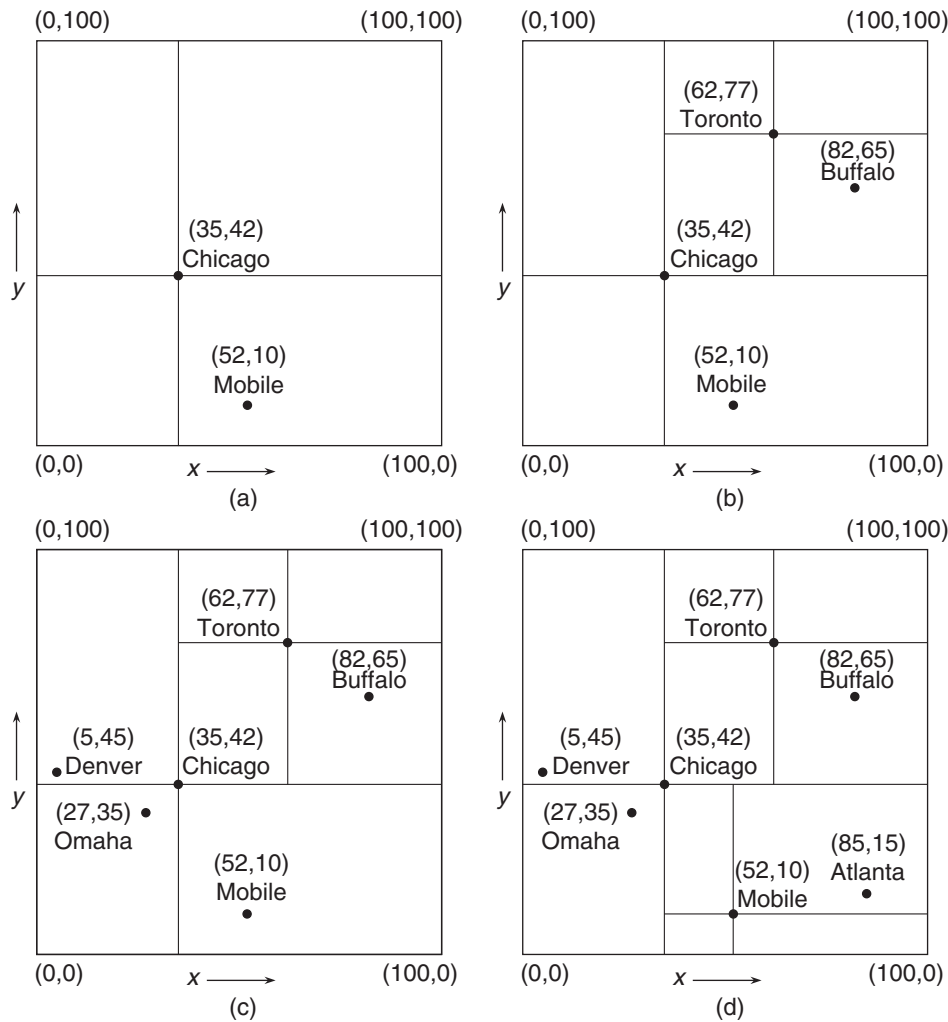 (a)
(0,100) (100,100)
(35,42)
Chicago
y
(52,10)
Mobile
(0,0) x (100,0)
(a)
(b)
(0,100) (100,100)
(62,77)
Toronto
(82,65)
Buffalo
(35,42)
Chicago
y
(52,10)
Mobile
(0,0) x (100,0)
(b)
(0,100) (100,100)
(62,77)
Toronto
(82,65)
Buffalo
(5,45) (35,42)
Denver Chicago
y
(27,35)
Omaha
(52,10)
Mobile
(0,0) x (100,0)
(c)
(0,100) (100,100)
(62,77)
Toronto
(82,65)
Buffalo
(5,45) (35,42)
Denver Chicago
y
(27,35)
Omaha
(85,15)
(52,10) Atlanta
Mobile
(0,0) x (100,0)
(d)